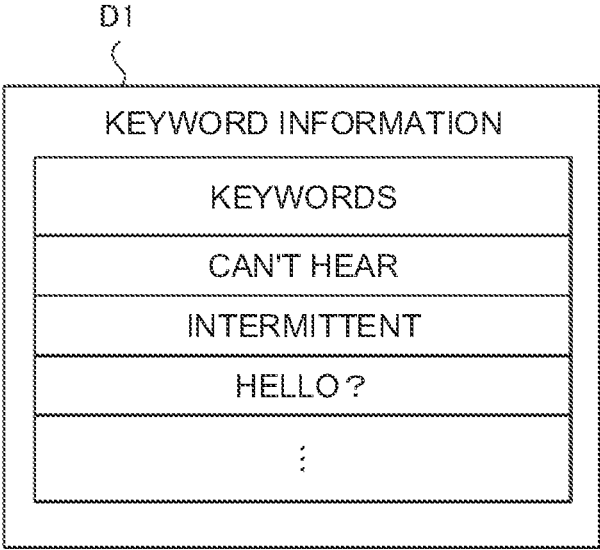 D1
KEYWORD INFORMATION
KEYWORDS
CAN'T HEAR
INTERMITTENT
HELLO?
⋮